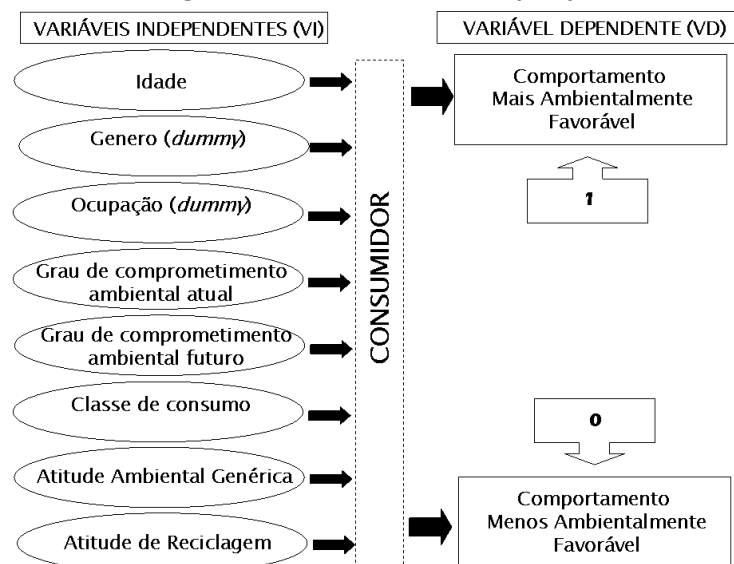 VARIÁVEIS INDEPENDENTES (VI)
Idade
Genero (dummy)
Ocupação (dummy)
Grau de comprometimento
ambiental atual
Grau de comprometimento
ambiental futuro
Classe de consumo
Atitude Ambiental Genérica
Atitude de Reciclagem
CONSUMIDOR
VARIÁVEL DEPENDENTE (VD)
Comportamento
Mais Ambientalmente
Favorável
1
0
Comportamento
Menos Ambientalmente
Favorável